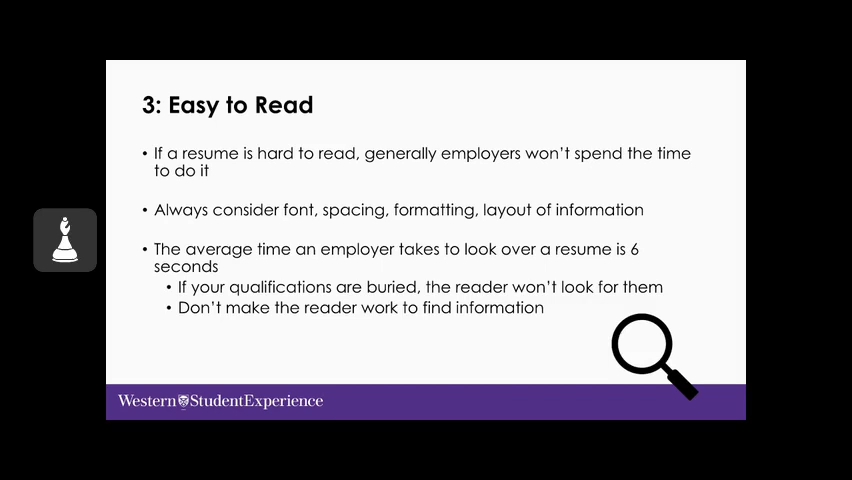 3: Easy to Read
• If a resume is hard to read, generally employers won’t spend the time
to do it
• Always consider font, spacing, formatting, layout of information
• The average time an employer takes to look over a resume is 6
seconds
• If your qualifications are buried, the reader won’t look for them
• Don’t make the reader work to find information
Western StudentExperience